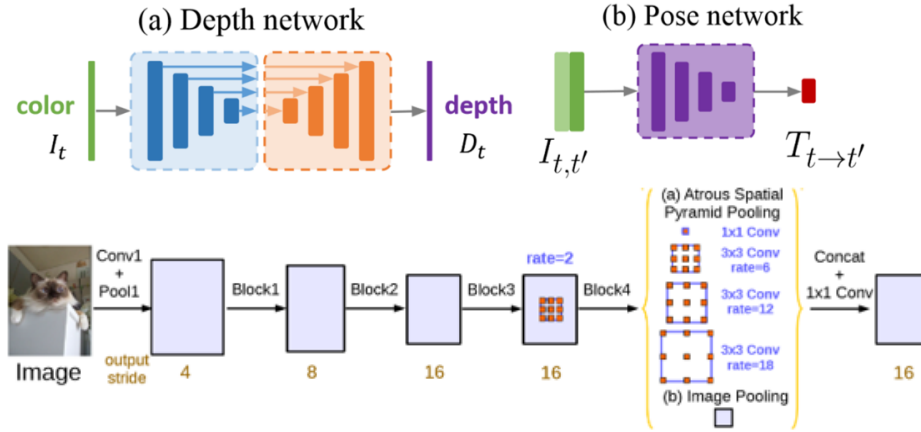 (a) Depth network
(b) Pose network
color
I_t
depth
D_t
I_{t,t'}
T_{t→t'}
(a) Atrous Spatial
Pyramid Pooling
1x1 Conv
3x3 Conv
rate=6
3x3 Conv
rate=12
3x3 Conv
rate=18
(b) Image Pooling
Conv1
+
Pool1
Block1
Block2
Block3
rate=2
Block4
Concat
+
1x1 Conv
Image
output
stride
4
8
16
16
16